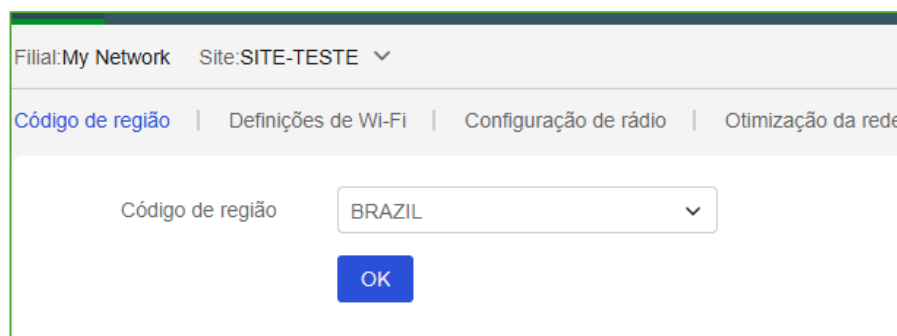 Filial:My Network Site:SITE-TESTE
Código de região | Definições de Wi-Fi | Configuração de rádio | Otimização da rede
Código de região BRAZIL
OK